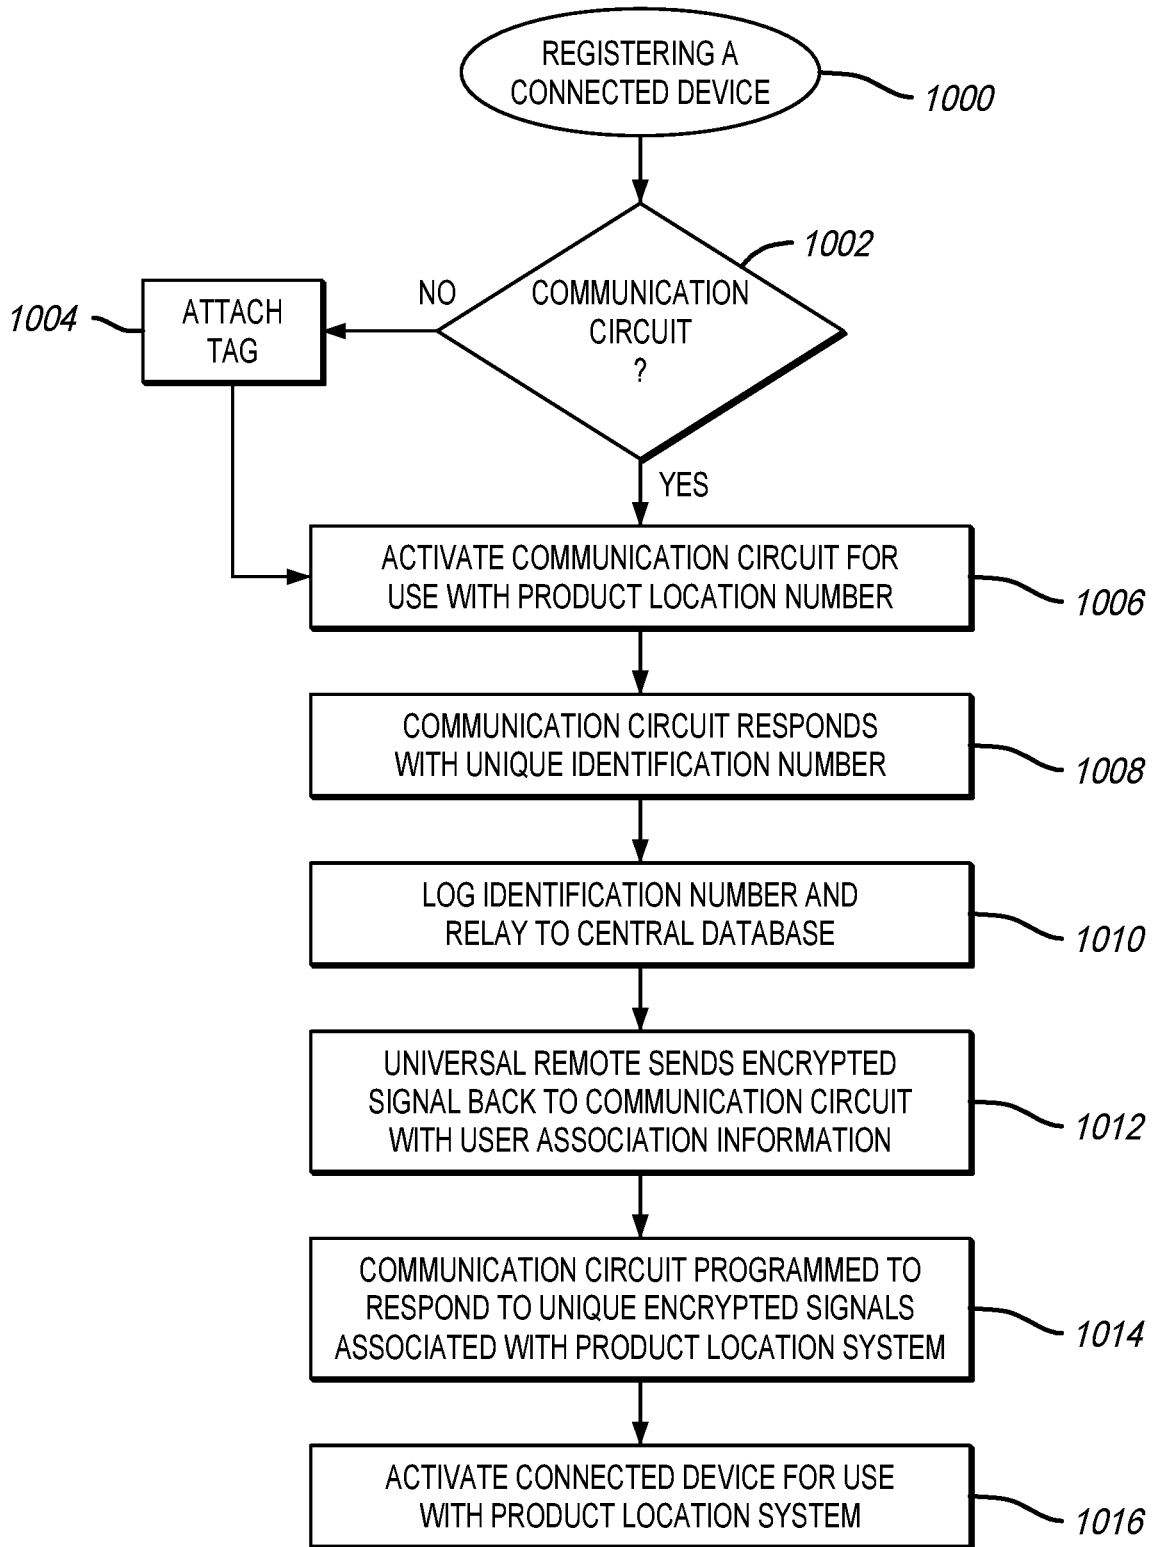 REGISTERING A
CONNECTED DEVICE
1000
1002
COMMUNICATION
CIRCUIT
?
NO
1004
ATTACH
TAG
YES
ACTIVATE COMMUNICATION CIRCUIT FOR
USE WITH PRODUCT LOCATION NUMBER
1006
COMMUNICATION CIRCUIT RESPONDS
WITH UNIQUE IDENTIFICATION NUMBER
1008
LOG IDENTIFICATION NUMBER AND
RELAY TO CENTRAL DATABASE
1010
UNIVERSAL REMOTE SENDS ENCRYPTED
SIGNAL BACK TO COMMUNICATION CIRCUIT
WITH USER ASSOCIATION INFORMATION
1012
COMMUNICATION CIRCUIT PROGRAMMED TO
RESPOND TO UNIQUE ENCRYPTED SIGNALS
ASSOCIATED WITH PRODUCT LOCATION SYSTEM
1014
ACTIVATE CONNECTED DEVICE FOR USE
WITH PRODUCT LOCATION SYSTEM
1016